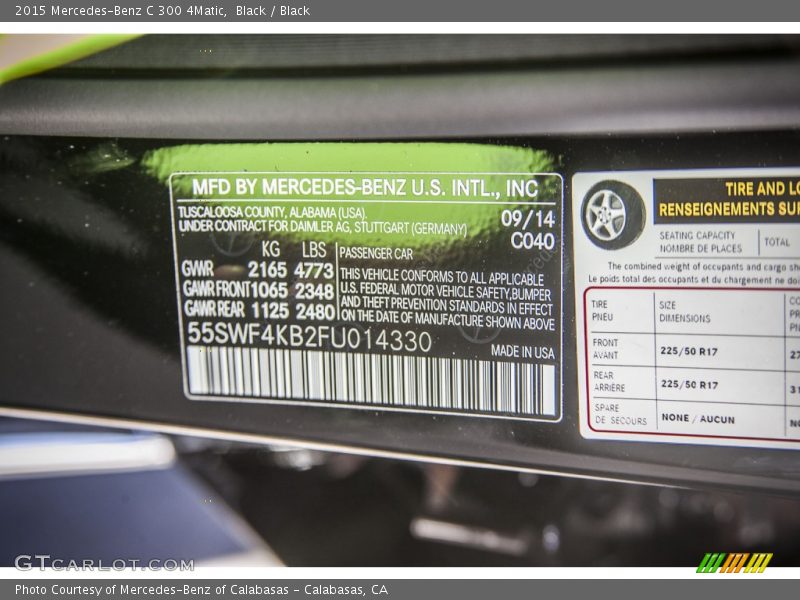 2015 Mercedes-Benz C 300 4Matic, Black / Black
MFD BY MERCEDES-BENZ U.S. INTL., INC
TUSCALOOSA COUNTY, ALABAMA (USA).
UNDER CONTRACT FOR DAIMLER AG, STUTTGART (GERMANY)
09/14
C040
KG LBS
GVWR 2165 4773
GAWR FRONT 1065 2348
GAWR REAR 1125 2480
PASSENGER CAR
THIS VEHICLE CONFORMS TO ALL APPLICABLE
U.S. FEDERAL MOTOR VEHICLE SAFETY, BUMPER
AND THEFT PREVENTION STANDARDS IN EFFECT
ON THE DATE OF MANUFACTURE SHOWN ABOVE
55SWF4KB2FU014330
MADE IN USA
TIRE AND LO
RENSEIGNEMENTS SUR
SEATING CAPACITY
NOMBRE DE PLACES
TOTAL
The combined weight of occupants and cargo sh
Le poids total des occupants et du chargement ne do
TIRE
PNEU
SIZE
DIMENSIONS
FRONT
AVANT
225/50 R17
REAR
ARRIÈRE
225/50 R17
SPARE
DE SECOURS
NONE / AUCUN
GTCARLOT.COM
Photo Courtesy of Mercedes-Benz of Calabasas - Calabasas, CA